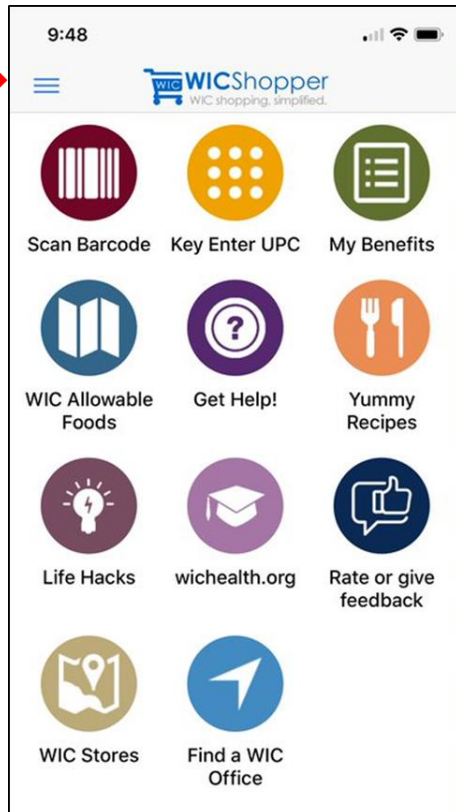 9:48
WIC WICShopper
WIC shopping, simplified.
Scan Barcode
Key Enter UPC
My Benefits
WIC Allowable
Foods
?
Get Help!
Yummy
Recipes
Life Hacks
wichealth.org
Rate or give
feedback
WIC Stores
Find a WIC
Office